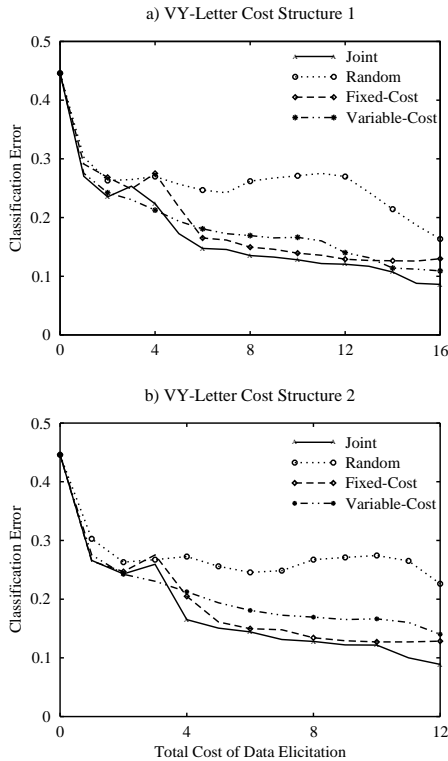 a) VY-Letter Cost Structure 1
0.5
0.4
0.3
0.2
0.1
0
Classification Error
Joint
Random
Fixed-Cost
Variable-Cost
0 4 8 12 16
b) VY-Letter Cost Structure 2
0.5
0.4
0.3
0.2
0.1
0
Classification Error
Joint
Random
Fixed-Cost
Variable-Cost
0 4 8 12
Total Cost of Data Elicitation